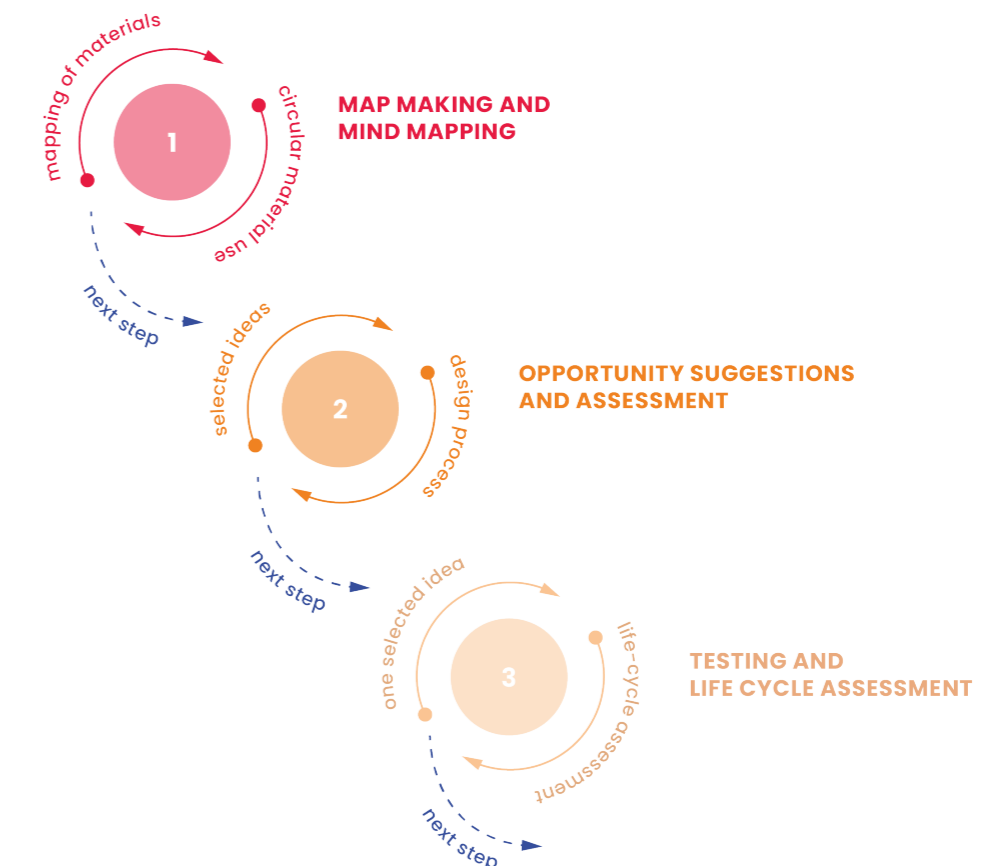 mapping of materials
1
circular material use
MAP MAKING AND
MIND MAPPING
next step
selected ideas
2
design process
OPPORTUNITY SUGGESTIONS
AND ASSESSMENT
next step
one selected idea
3
life-cycle assessment
TESTING AND
LIFE CYCLE ASSESSMENT
next step